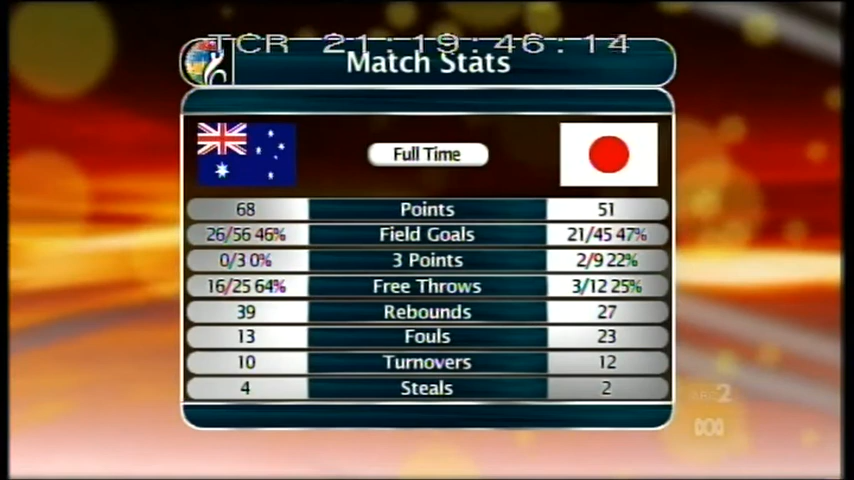 TCR 21:19:46:14
Match Stats
Full Time
68 Points 51
26/56 46% Field Goals 21/45 47%
0/3 0% 3 Points 2/9 22%
16/25 64% Free Throws 3/12 25%
39 Rebounds 27
13 Fouls 23
10 Turnovers 12
4 Steals 2